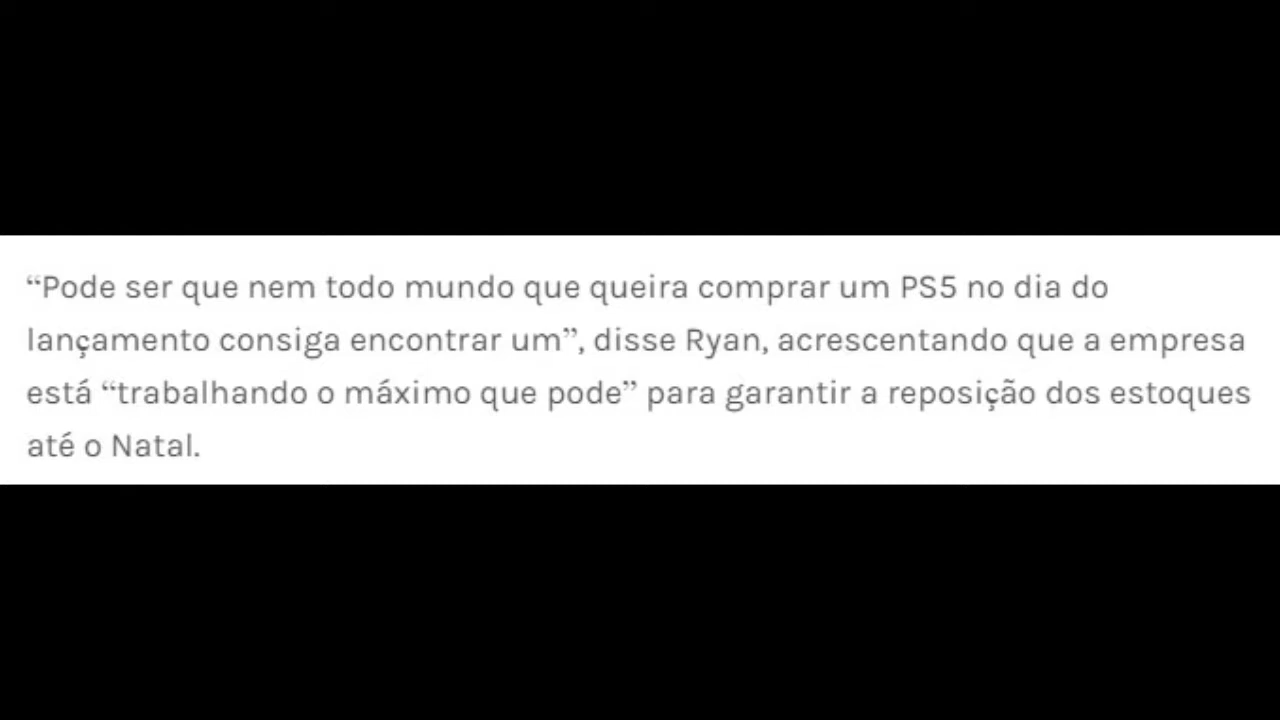 “Pode ser que nem todo mundo que queira comprar um PS5 no dia do
lançamento consiga encontrar um”, disse Ryan, acrescentando que a empresa
está “trabalhando o máximo que pode” para garantir a reposição dos estoques
até o Natal.